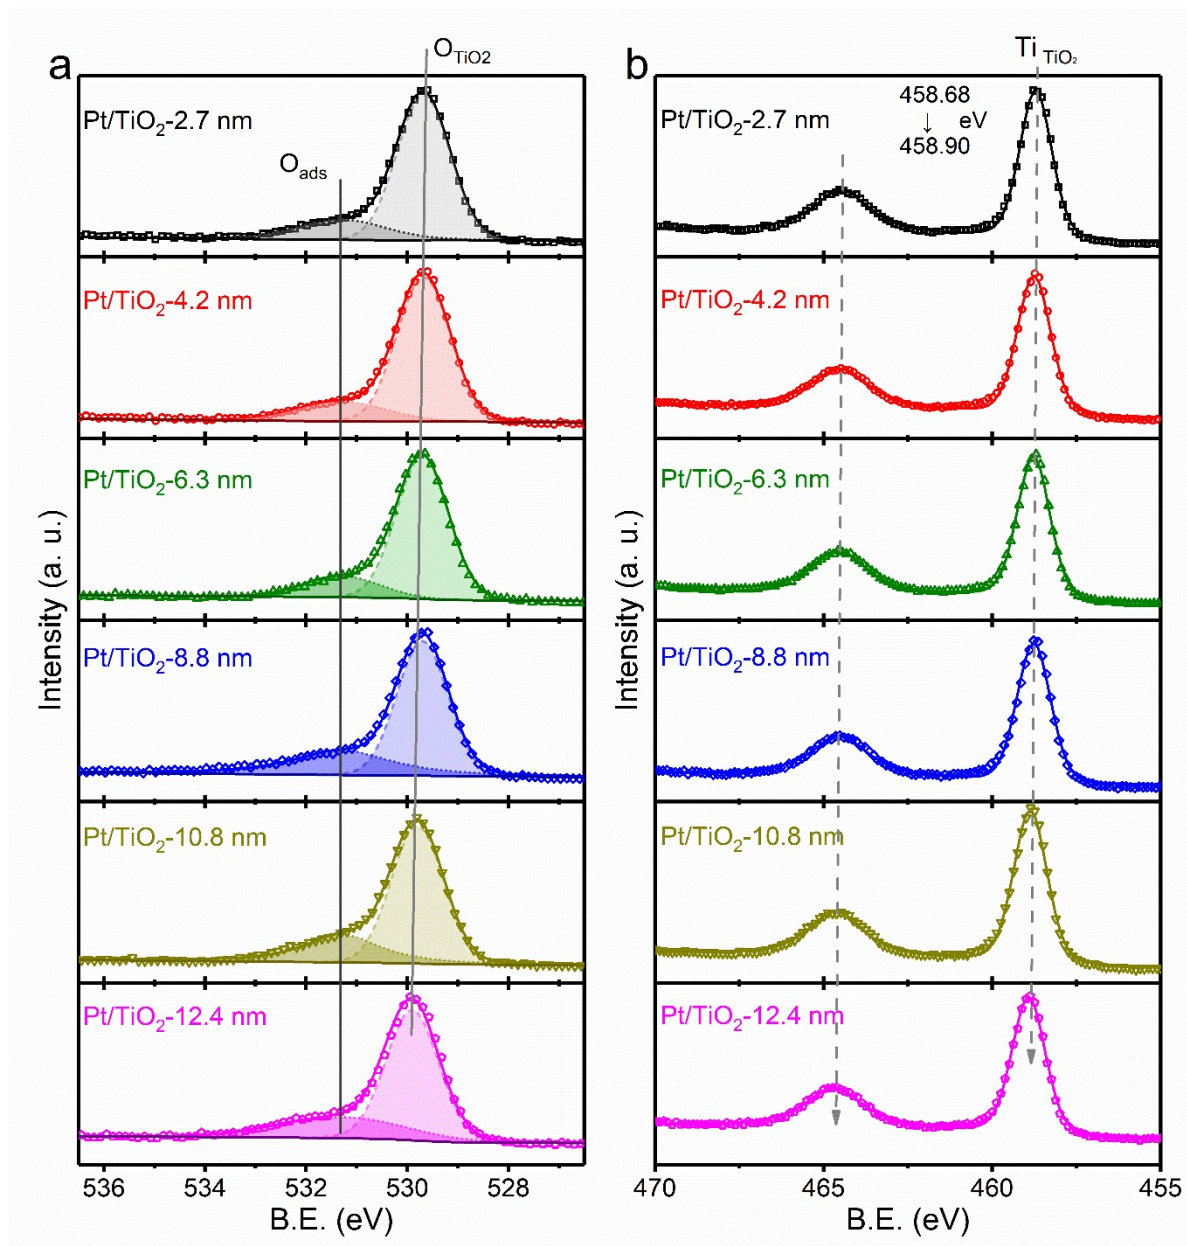 a
O_TiO2
O_ads
Pt/TiO₂-2.7 nm
Pt/TiO₂-4.2 nm
Pt/TiO₂-6.3 nm
Pt/TiO₂-8.8 nm
Pt/TiO₂-10.8 nm
Pt/TiO₂-12.4 nm
Intensity (a. u.)
536 534 532 530 528
B.E. (eV)
b
Ti TiO₂
458.68
↓ eV
458.90
Pt/TiO₂-2.7 nm
Pt/TiO₂-4.2 nm
Pt/TiO₂-6.3 nm
Pt/TiO₂-8.8 nm
Pt/TiO₂-10.8 nm
Pt/TiO₂-12.4 nm
Intensity (a. u.)
470 465 460 455
B.E. (eV)